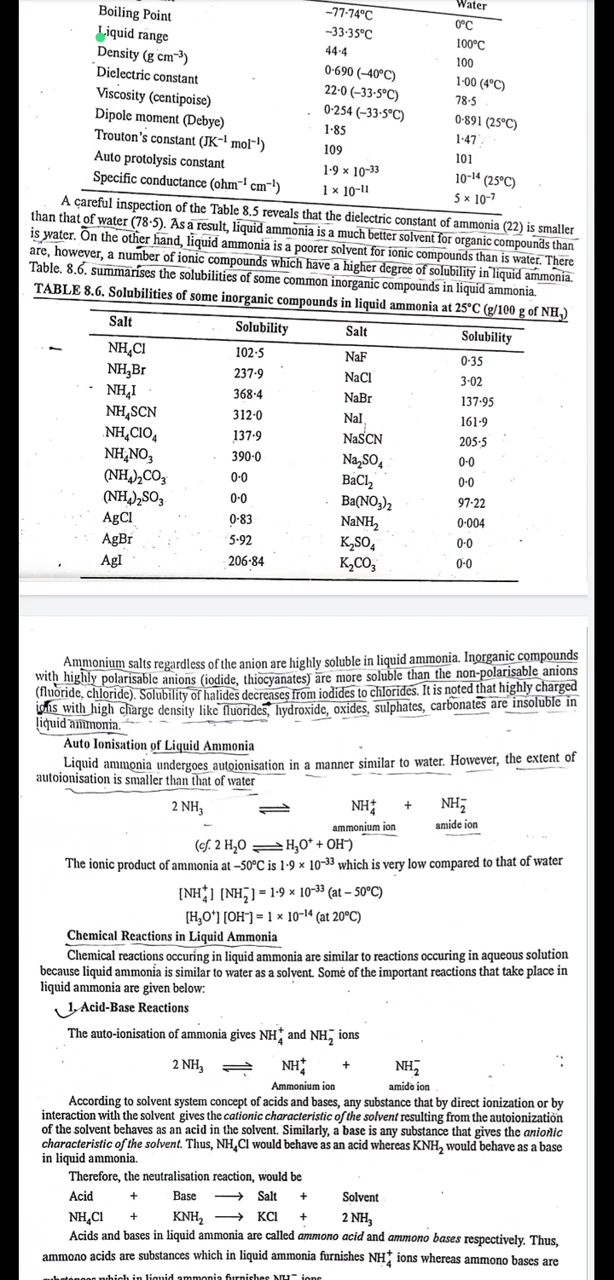 Water
Boiling Point −77·74°C 0°C
Liquid range −33·35°C 100°C
Density (g cm⁻³) 44·4 100
Dielectric constant 0·690 (−40°C) 1·00 (4°C)
Viscosity (centipoise) 22·0 (−33·5°C) 78·5
Dipole moment (Debye) 0·254 (−33·5°C) 0·891 (25°C)
Trouton's constant (JK⁻¹ mol⁻¹) 1·85 1·47
Auto protolysis constant 109 101
Specific conductance (ohm⁻¹ cm⁻¹) 1·9 × 10⁻³³ 10⁻¹⁴ (25°C)
1 × 10⁻¹¹ 5 × 10⁻⁷
A careful inspection of the Table 8.5 reveals that the dielectric constant of ammonia (22) is smaller
than that of water (78·5). As a result, liquid ammonia is a much better solvent for organic compounds than
is water. On the other hand, liquid ammonia is a poorer solvent for ionic compounds than is water. There
are, however, a number of ionic compounds which have a higher degree of solubility in liquid ammonia.
Table. 8.6. summarises the solubilities of some common inorganic compounds in liquid ammonia.
TABLE 8.6. Solubilities of some inorganic compounds in liquid ammonia at 25°C (g/100 g of NH₃)
Salt Solubility Salt Solubility
NH₄Cl 102·5 NaF 0·35
NH₃Br 237·9 NaCl 3·02
NH₄I 368·4 NaBr 137·95
NH₄SCN 312·0 NaI 161·9
NH₄ClO₄ 137·9 NaSCN 205·5
NH₄NO₃ 390·0 Na₂SO₄ 0·0
(NH₄)₂CO₃ 0·0 BaCl₂ 0·0
(NH₄)₂SO₃ 0·0 Ba(NO₃)₂ 97·22
AgCl 0·83 NaNH₂ 0·004
AgBr 5·92 K₂SO₄ 0·0
AgI 206·84 K₂CO₃ 0·0
Ammonium salts regardless of the anion are highly soluble in liquid ammonia. Inorganic compounds
with highly polarisable anions (iodide, thiocyanates) are more soluble than the non-polarisable anions
(fluoride, chloride). Solubility of halides decreases from iodides to chlorides. It is noted that highly charged
ions with high charge density like fluorides, hydroxide, oxides, sulphates, carbonates are insoluble in
liquid ammonia.
Auto Ionisation of Liquid Ammonia
Liquid ammonia undergoes autoionisation in a manner similar to water. However, the extent of
autoionisation is smaller than that of water
2 NH₃ ⇌ NH₄⁺ + NH₂⁻
ammonium ion amide ion
(cf. 2 H₂O ⇌ H₃O⁺ + OH⁻)
The ionic product of ammonia at −50°C is 1·9 × 10⁻³³ which is very low compared to that of water
[NH₄⁺] [NH₂⁻] = 1·9 × 10⁻³³ (at − 50°C)
[H₃O⁺] [OH⁻] = 1 × 10⁻¹⁴ (at 20°C)
Chemical Reactions in Liquid Ammonia
Chemical reactions occuring in liquid ammonia are similar to reactions occuring in aqueous solution
because liquid ammonia is similar to water as a solvent. Some of the important reactions that take place in
liquid ammonia are given below:
1. Acid-Base Reactions
The auto-ionisation of ammonia gives NH₄⁺ and NH₂⁻ ions
2 NH₃ ⇌ NH₄⁺ + NH₂⁻
Ammonium ion amide ion
According to solvent system concept of acids and bases, any substance that by direct ionization or by
interaction with the solvent gives the cationic characteristic of the solvent resulting from the autoionization
of the solvent behaves as an acid in the solvent. Similarly, a base is any substance that gives the anionic
characteristic of the solvent. Thus, NH₄Cl would behave as an acid whereas KNH₂ would behave as a base
in liquid ammonia.
Therefore, the neutralisation reaction, would be
Acid + Base ⟶ Salt + Solvent
NH₄Cl + KNH₂ ⟶ KCl + 2 NH₃
Acids and bases in liquid ammonia are called ammono acid and ammono bases respectively. Thus,
ammono acids are substances which in liquid ammonia furnishes NH₄⁺ ions whereas ammono bases are
substances which in liquid ammonia furnishes NH₂⁻ ions